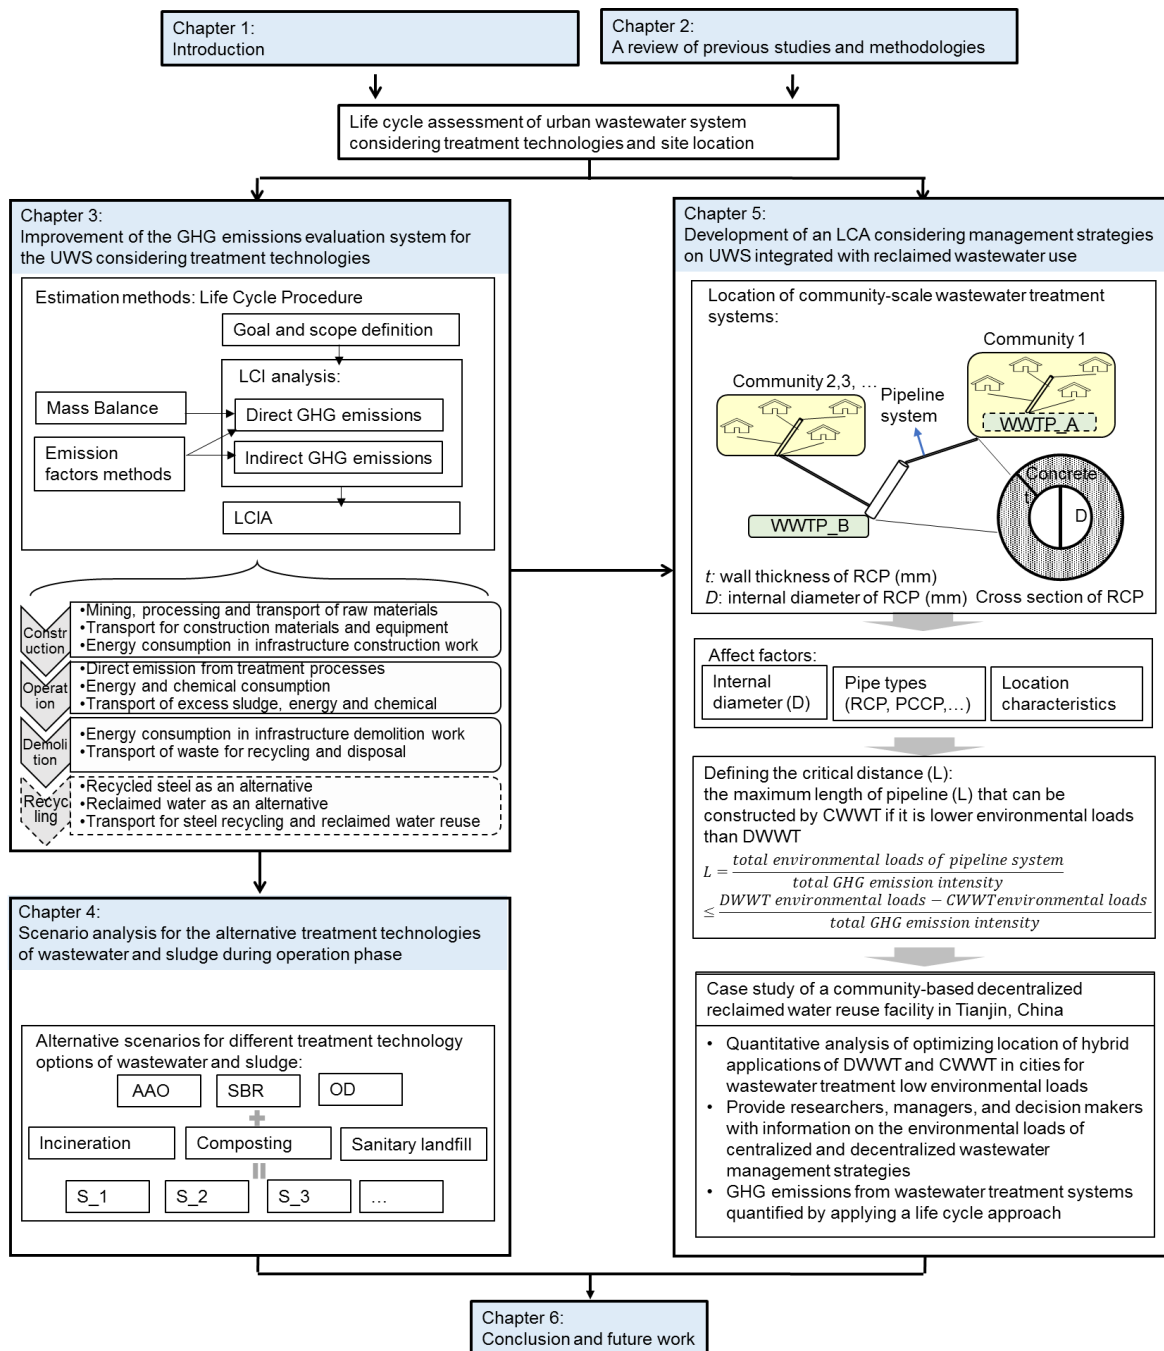 Chapter 1:
Introduction
Chapter 2:
A review of previous studies and methodologies
Life cycle assessment of urban wastewater system
considering treatment technologies and site location
Chapter 3:
Improvement of the GHG emissions evaluation system for
the UWS considering treatment technologies
Estimation methods: Life Cycle Procedure
Goal and scope definition
LCI analysis:
Mass Balance
Direct GHG emissions
Emission
factors methods
Indirect GHG emissions
LCIA
Constr
uction
•Mining, processing and transport of raw materials
•Transport for construction materials and equipment
•Energy consumption in infrastructure construction work
Operat
ion
•Direct emission from treatment processes
•Energy and chemical consumption
•Transport of excess sludge, energy and chemical
Demoli
tion
•Energy consumption in infrastructure demolition work
•Transport of waste for recycling and disposal
Recyc
ling
•Recycled steel as an alternative
•Reclaimed water as an alternative
•Transport for steel recycling and reclaimed water reuse
Chapter 4:
Scenario analysis for the alternative treatment technologies
of wastewater and sludge during operation phase
Alternative scenarios for different treatment technology
options of wastewater and sludge:
AAO
SBR
OD
+
Incineration
Composting
Sanitary landfill
=
S_1
S_2
S_3
...
Chapter 5:
Development of an LCA considering management strategies
on UWS integrated with reclaimed wastewater use
Location of community-scale wastewater treatment
systems:
Community 1
Community 2,3, ...
Pipeline
system
WWTP_A
WWTP_B
Concrete
t
D
t: wall thickness of RCP (mm)
D: internal diameter of RCP (mm)
Cross section of RCP
Affect factors:
Internal
diameter (D)
Pipe types
(RCP, PCCP,…)
Location
characteristics
Defining the critical distance (L):
the maximum length of pipeline (L) that can be
constructed by CWWT if it is lower environmental loads
than DWWT
L = total environmental loads of pipeline system / total GHG emission intensity
≤ DWWT environmental loads − CWWT environmental loads / total GHG emission intensity
Case study of a community-based decentralized
reclaimed water reuse facility in Tianjin, China
• Quantitative analysis of optimizing location of hybrid
applications of DWWT and CWWT in cities for
wastewater treatment low environmental loads
• Provide researchers, managers, and decision makers
with information on the environmental loads of
centralized and decentralized wastewater
management strategies
• GHG emissions from wastewater treatment systems
quantified by applying a life cycle approach
Chapter 6:
Conclusion and future work